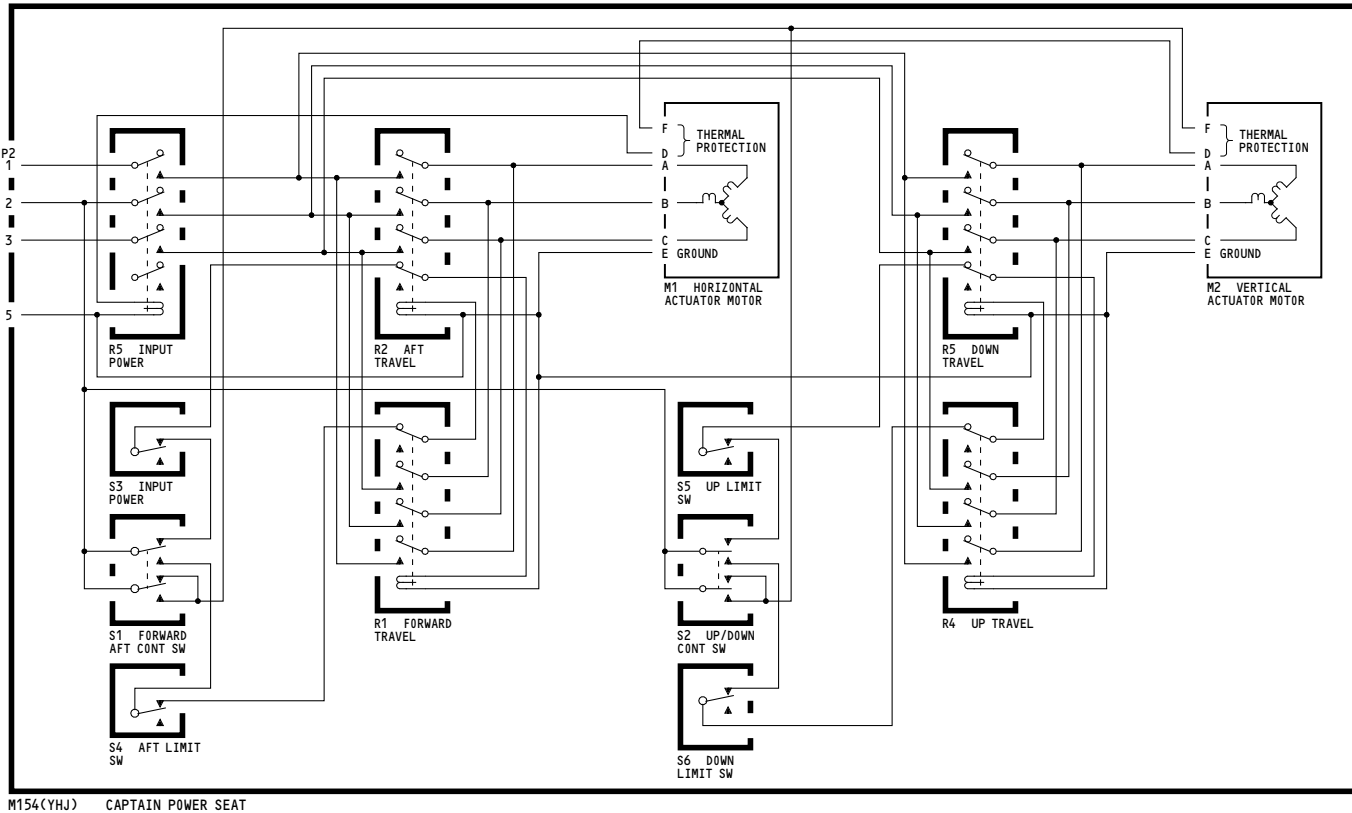 P2
1
2
3
5
R5 INPUT
POWER
R2 AFT
TRAVEL
F
THERMAL
PROTECTION
D
A
B
C
E GROUND
M1 HORIZONTAL
ACTUATOR MOTOR
R5 DOWN
TRAVEL
F
THERMAL
PROTECTION
D
A
B
C
E GROUND
M2 VERTICAL
ACTUATOR MOTOR
S3 INPUT
POWER
S1 FORWARD
AFT CONT SW
S4 AFT LIMIT
SW
R1 FORWARD
TRAVEL
S5 UP LIMIT
SW
S2 UP/DOWN
CONT SW
S6 DOWN
LIMIT SW
R4 UP TRAVEL
M154(YHJ) CAPTAIN POWER SEAT